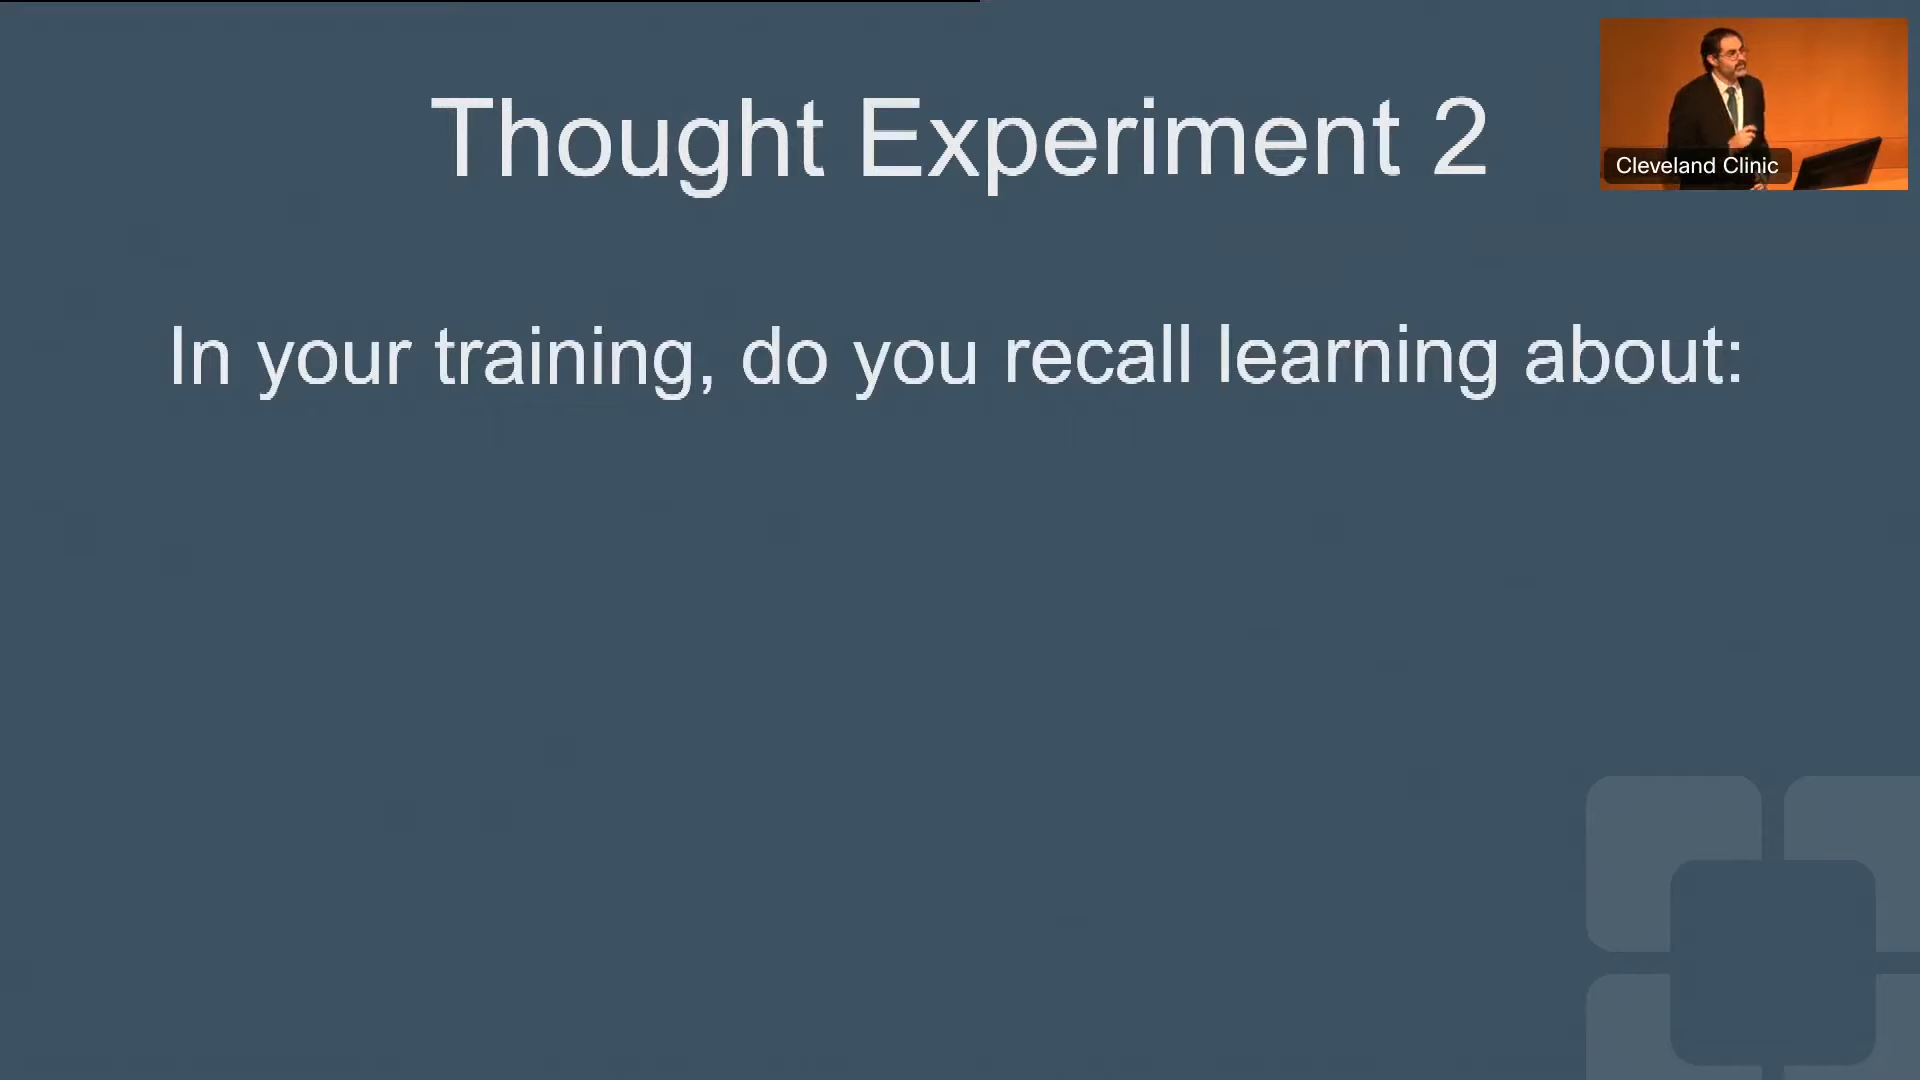 Thought Experiment 2
Cleveland Clinic
In your training, do you recall learning about: